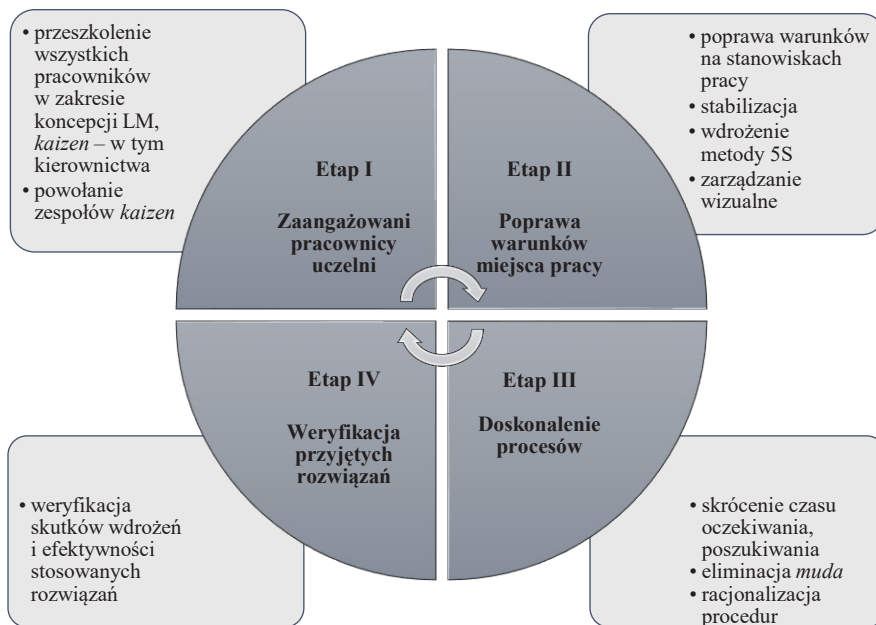 • przeszkolenie
wszystkich
pracowników
w zakresie
koncepcji LM,
kaizen – w tym
kierownictwa
• powołanie
zespołów kaizen
Etap I
Zaangażowani
pracownicy
uczelni
Etap II
Poprawa
warunków
miejsca pracy
• poprawa warunków
na stanowiskach
pracy
• stabilizacja
• wdrożenie
metody 5S
• zarządzanie
wizualne
Etap IV
Weryfikacja
przyjętych
rozwiązań
Etap III
Doskonalenie
procesów
• weryfikacja
skutków wdrożeń
i efektywności
stosowanych
rozwiązań
• skrócenie czasu
oczekiwania,
poszukiwania
• eliminacja muda
• racjonalizacja
procedur